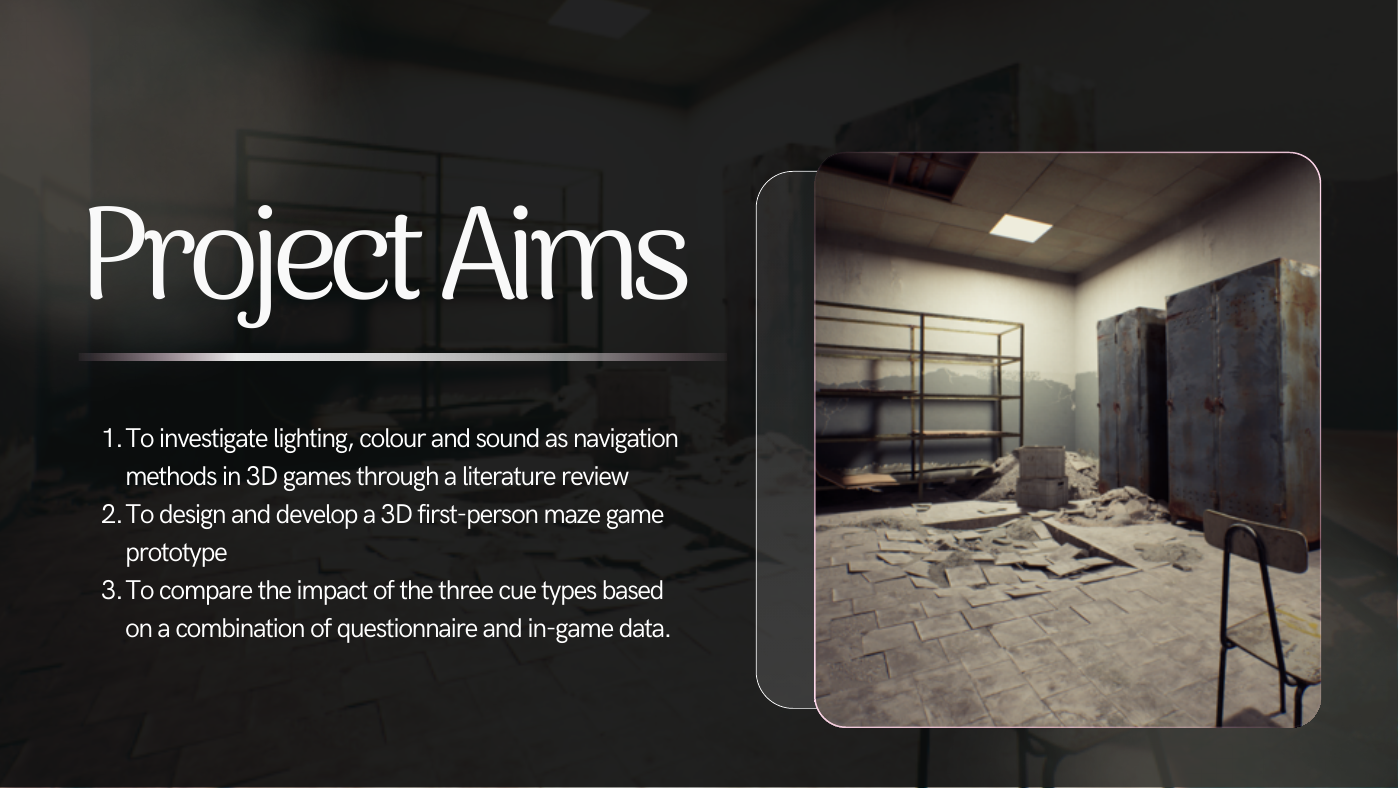 Project Aims
1. To investigate lighting, colour and sound as navigation
methods in 3D games through a literature review
2. To design and develop a 3D first-person maze game
prototype
3. To compare the impact of the three cue types based
on a combination of questionnaire and in-game data.